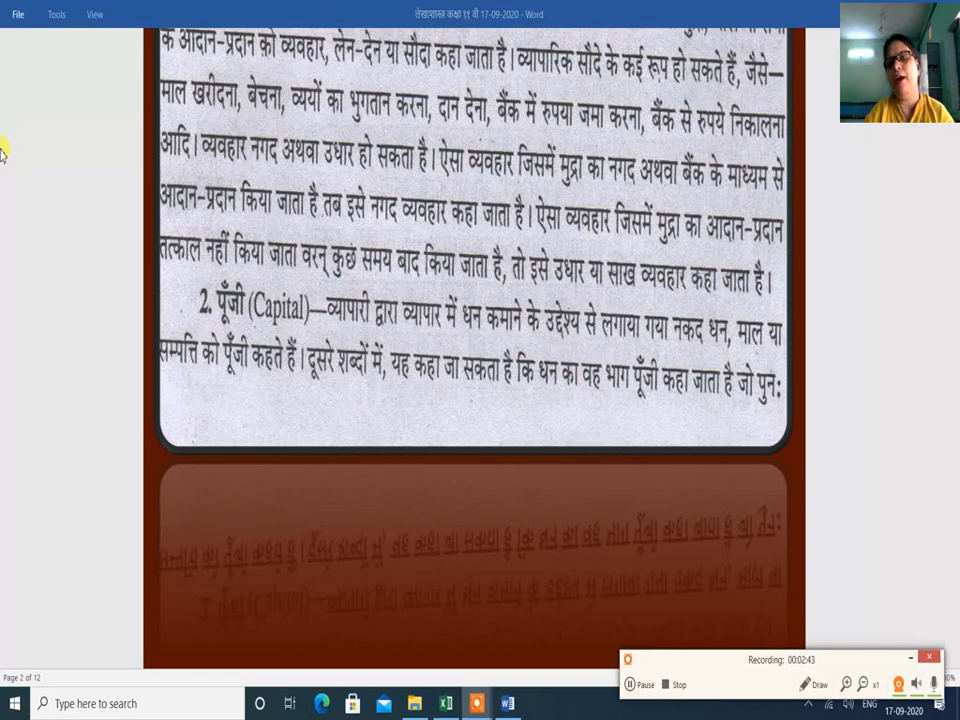 File Tools View लेखाशास्त्र कक्षा ११ वी 17-09-2020 - Word
के आदान-प्रदान को व्यवहार, लेन-देन या सौदा कहा जाता है। व्यापारिक सौदे के कई रूप हो सकते हैं, जैसे—
माल खरीदना, बेचना, व्ययों का भुगतान करना, दान देना, बैंक में रुपया जमा करना, बैंक से रुपये निकालना
आदि। व्यवहार नगद अथवा उधार हो सकता है। ऐसा व्यवहार जिसमें मुद्रा का नगद अथवा बैंक के माध्यम से
आदान-प्रदान किया जाता है तब इसे नगद व्यवहार कहा जाता है। ऐसा व्यवहार जिसमें मुद्रा का आदान-प्रदान
तत्काल नहीं किया जाता वरन् कुछ समय बाद किया जाता है, तो इसे उधार या साख व्यवहार कहा जाता है।
2. पूँजी (Capital)—व्यापारी द्वारा व्यापार में धन कमाने के उद्देश्य से लगाया गया नकद धन, माल या
सम्पत्ति को पूँजी कहते हैं। दूसरे शब्दों में, यह कहा जा सकता है कि धन का वह भाग पूँजी कहा जाता है जो पुनः
Recording: 00:02:43
Pause Stop Draw x1
Page 2 of 12
Type here to search
ENG
17-09-2020